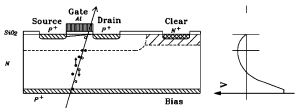 Source Gate Drain Clear
P+ Al P+ N+
SiO2
N
P+
Bias
V